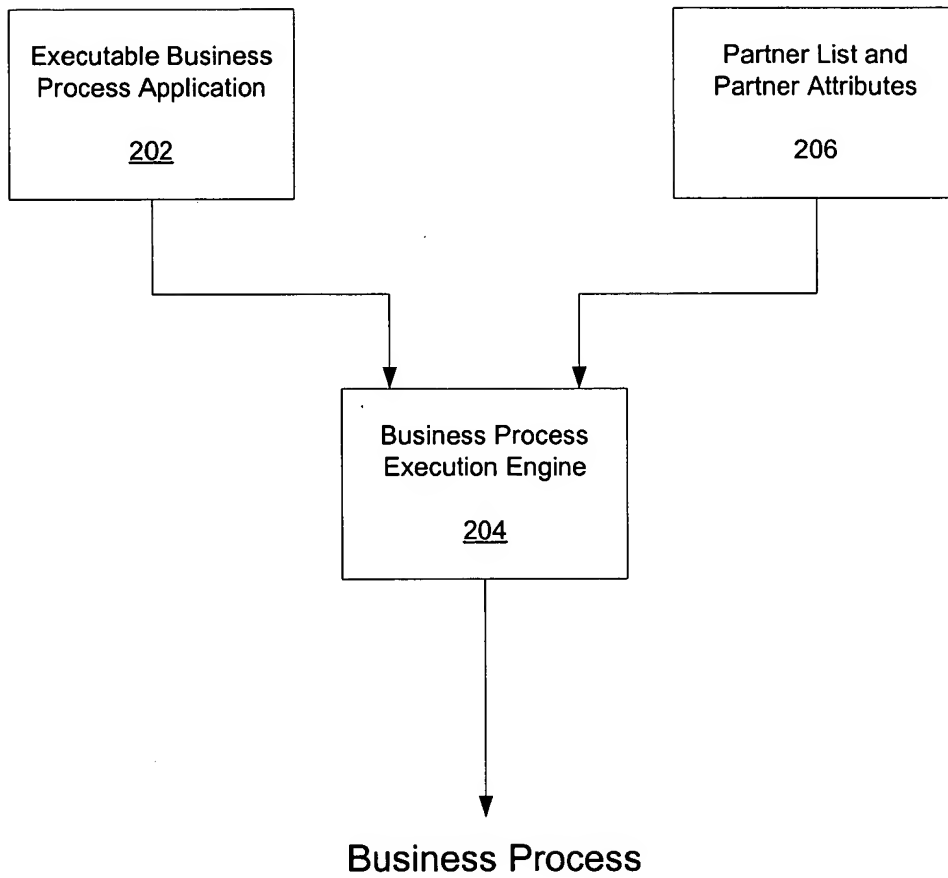 Executable Business
Process Application
202
Partner List and
Partner Attributes
206
Business Process
Execution Engine
204
Business Process